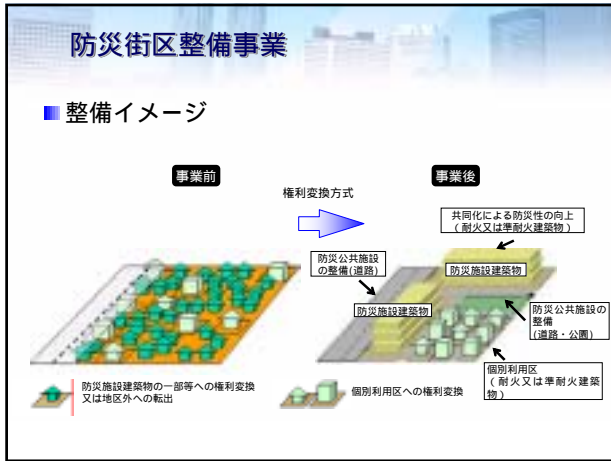 防災街区整備事業
整備イメージ
事業前
権利変換方式
事業後
共同化による防災性の向上
（耐火又は準耐火建築物）
防災公共施設
の整備(道路)
防災施設建築物
防災施設建築物
防災公共施設の
整備
(道路・公園)
個別利用区
（耐火又は準耐火建築
物）
防災施設建築物の一部等への権利変換
又は地区外への転出
個別利用区への権利変換